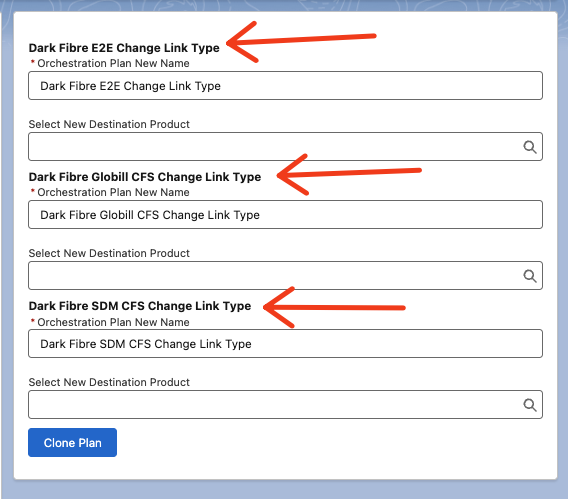 Dark Fibre E2E Change Link Type
* Orchestration Plan New Name
Dark Fibre E2E Change Link Type
Select New Destination Product
Dark Fibre Globill CFS Change Link Type
* Orchestration Plan New Name
Dark Fibre Globill CFS Change Link Type
Select New Destination Product
Dark Fibre SDM CFS Change Link Type
* Orchestration Plan New Name
Dark Fibre SDM CFS Change Link Type
Select New Destination Product
Clone Plan